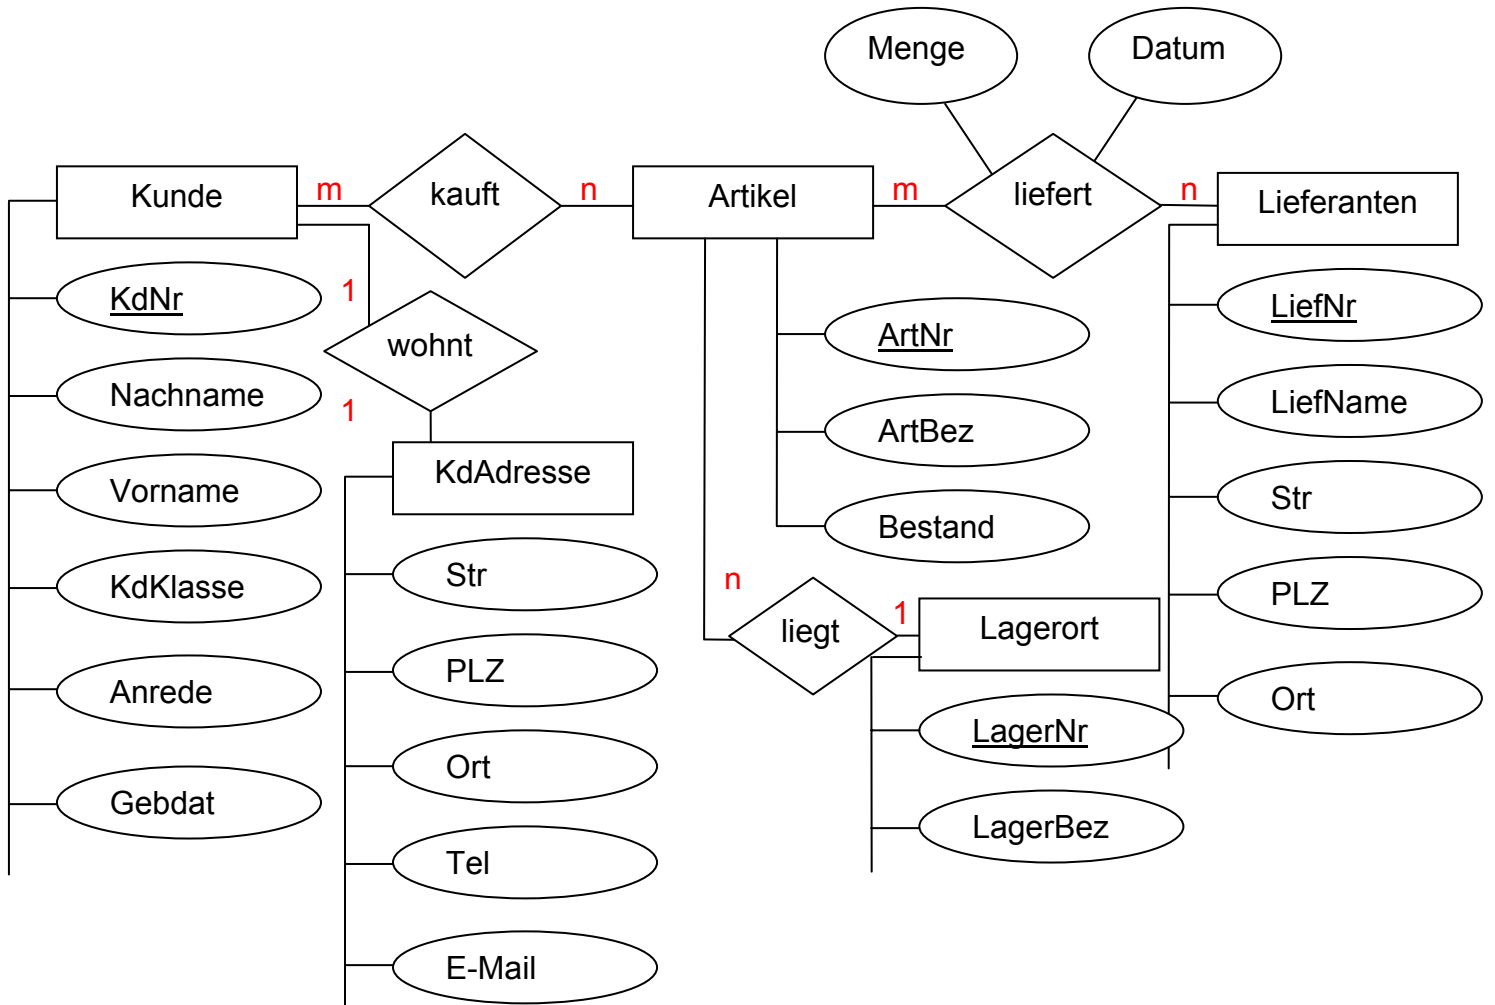 Menge
Datum
Kunde
m
kauft
n
Artikel
m
liefert
n
Lieferanten
KdNr
Nachname
Vorname
KdKlasse
Anrede
Gebdat
1
wohnt
1
KdAdresse
Str
PLZ
Ort
Tel
E-Mail
ArtNr
ArtBez
Bestand
n
liegt
1
Lagerort
LagerNr
LagerBez
LiefNr
LiefName
Str
PLZ
Ort